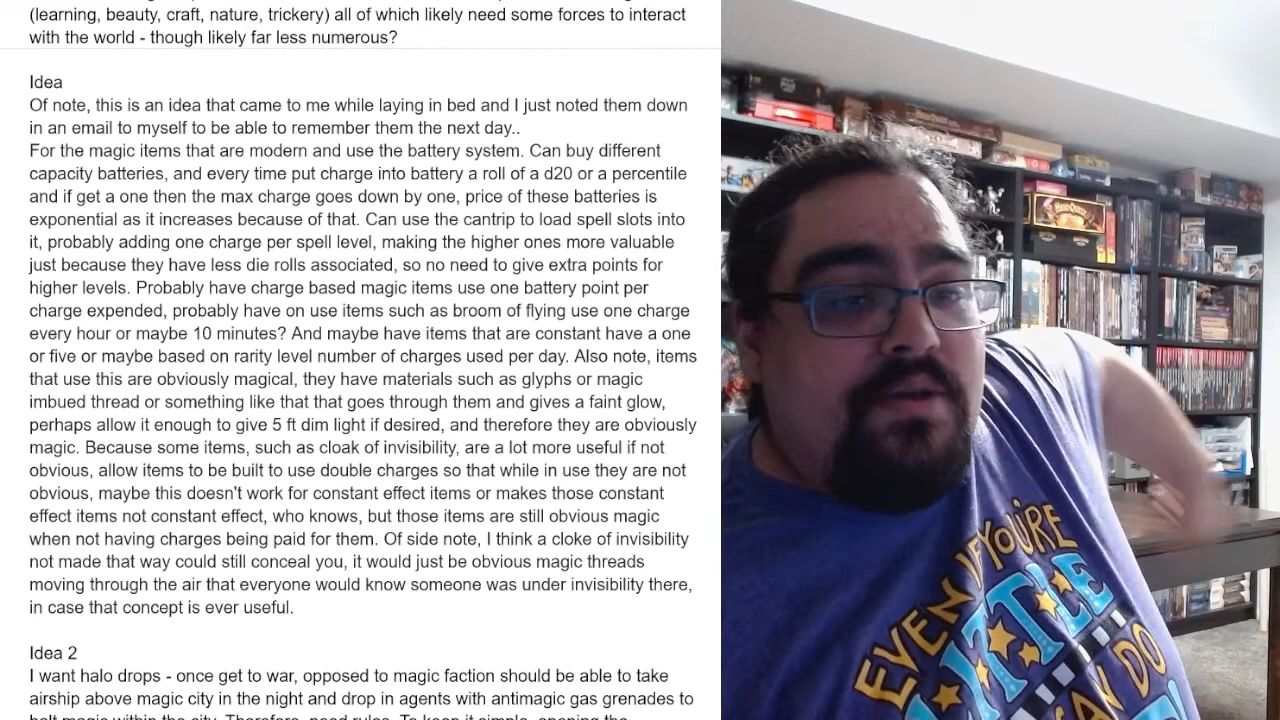 (learning, beauty, craft, nature, trickery) all of which likely need some forces to interact
with the world - though likely far less numerous?
Idea
Of note, this is an idea that came to me while laying in bed and I just noted them down
in an email to myself to be able to remember them the next day..
For the magic items that are modern and use the battery system. Can buy different
capacity batteries, and every time put charge into battery a roll of a d20 or a percentile
and if get a one then the max charge goes down by one, price of these batteries is
exponential as it increases because of that. Can use the cantrip to load spell slots into
it, probably adding one charge per spell level, making the higher ones more valuable
just because they have less die rolls associated, so no need to give extra points for
higher levels. Probably have charge based magic items use one battery point per
charge expended, probably have on use items such as broom of flying use one charge
every hour or maybe 10 minutes? And maybe have items that are constant have a one
or five or maybe based on rarity level number of charges used per day. Also note, items
that use this are obviously magical, they have materials such as glyphs or magic
imbued thread or something like that that goes through them and gives a faint glow,
perhaps allow it enough to give 5 ft dim light if desired, and therefore they are obviously
magic. Because some items, such as cloak of invisibility, are a lot more useful if not
obvious, allow items to be built to use double charges so that while in use they are not
obvious, maybe this doesn't work for constant effect items or makes those constant
effect items not constant effect, who knows, but those items are still obvious magic
when not having charges being paid for them. Of side note, I think a cloke of invisibility
not made that way could still conceal you, it would just be obvious magic threads
moving through the air that everyone would know someone was under invisibility there,
in case that concept is ever useful.
Idea 2
I want halo drops - once get to war, opposed to magic faction should be able to take
airship above magic city in the night and drop in agents with antimagic gas grenades to
halt magic within the city. Therefore, need rules. To keep it simple, opening the
EVEN IF YOU'RE
LITTLE
CAN DO